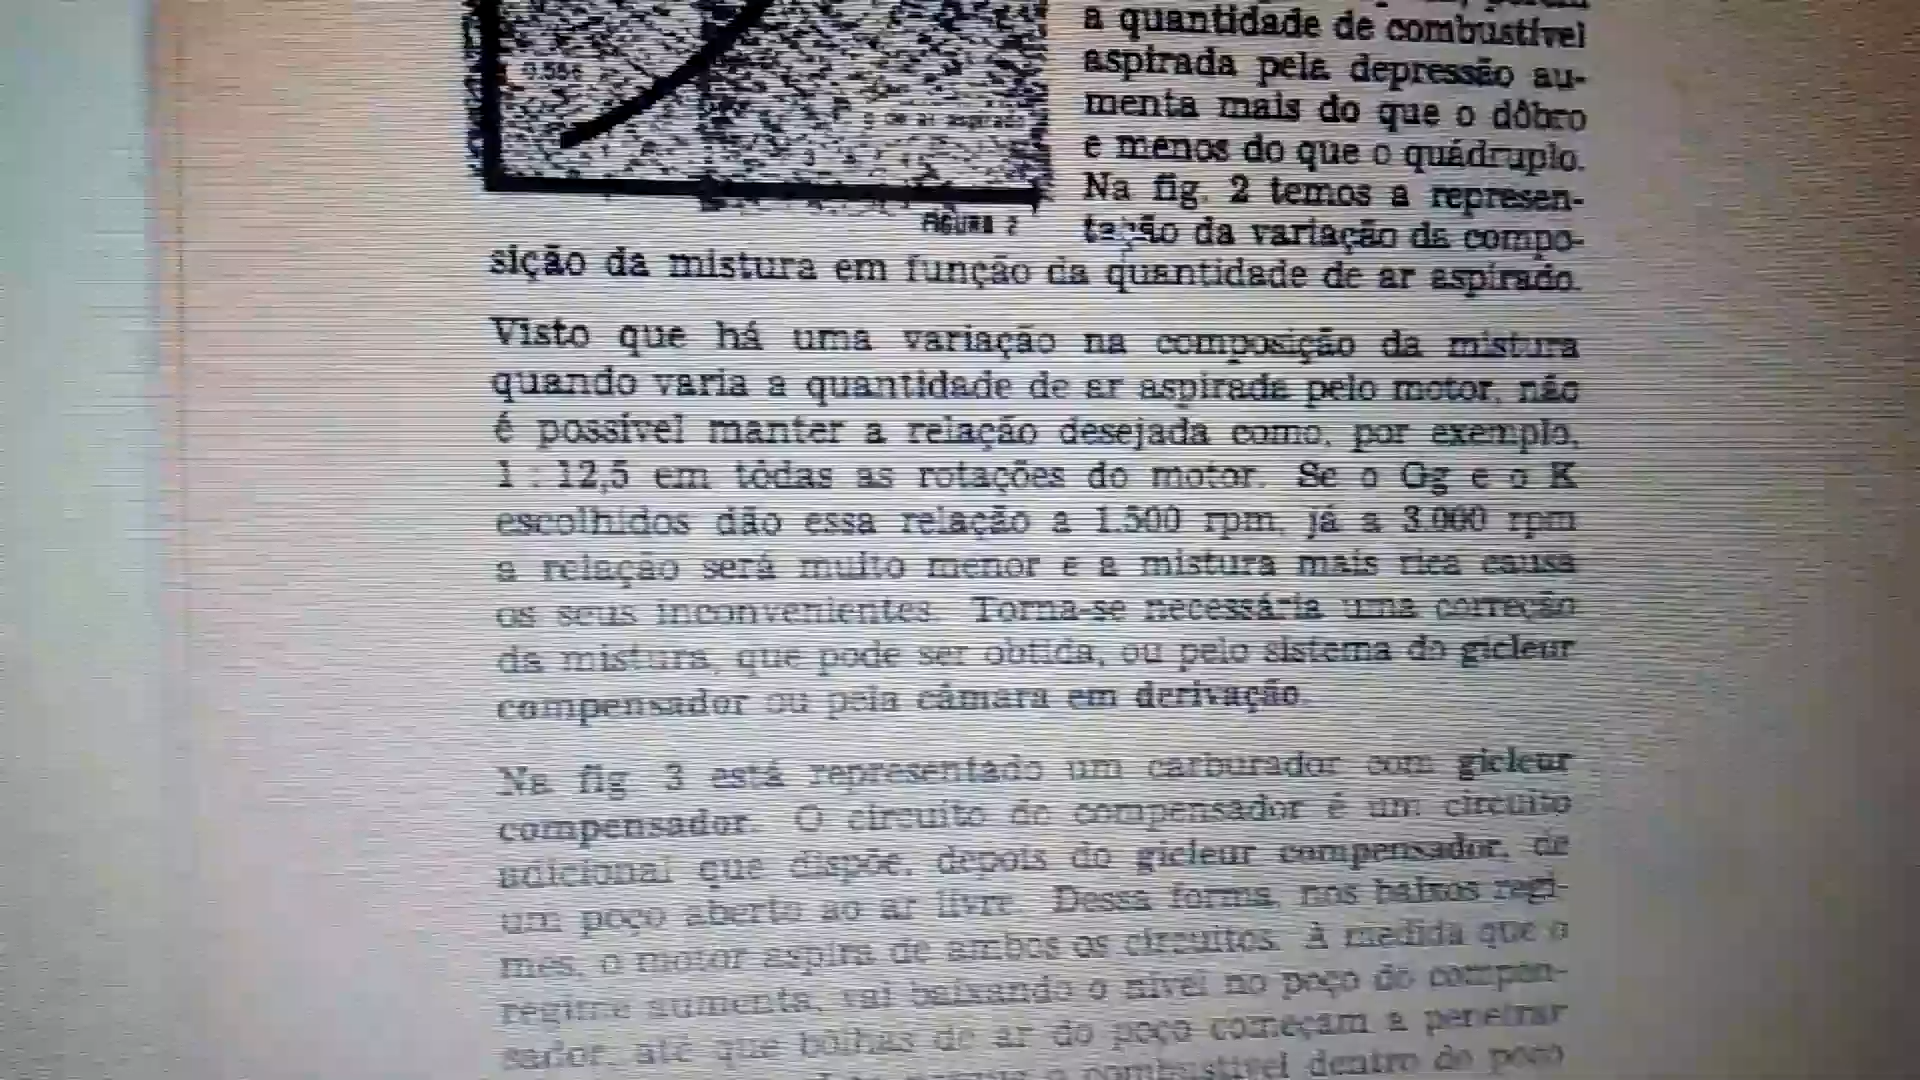 a quantidade de combustível
aspirada pela depressão au-
menta mais do que o dôbro
e menos do que o quádruplo.
Na fig. 2 temos a represen-
tação da variação da compo-
0.556
g de ar aspirado
FIGURA 2
sição da mistura em função da quantidade de ar aspirado.
Visto que há uma variação na composição da mistura
quando varia a quantidade de ar aspirada pelo motor, não
é possível manter a relação desejada como, por exemplo,
1 : 12,5 em tôdas as rotações do motor. Se o Og e o K
escolhidos dão essa relação a 1.500 rpm, já a 3.000 rpm
a relação será muito menor e a mistura mais rica causa
os seus inconvenientes. Torna-se necessária uma correção
da mistura, que pode ser obtida, ou pelo sistema do gicleur
compensador ou pela câmara em derivação.
Na fig. 3 está representado um carburador com gicleur
compensador. O circuito do compensador é um circuito
adicional que dispõe, depois do gicleur compensador, de
um poço aberto ao ar livre. Dessa forma, nos baixos regi-
mes, o motor aspira de ambos os circuitos. À medida que o
regime aumenta, vai baixando o nível no poço do compen-
sador, até que bolhas de ar do poço começam a penetrar
o combustível dentro do poço